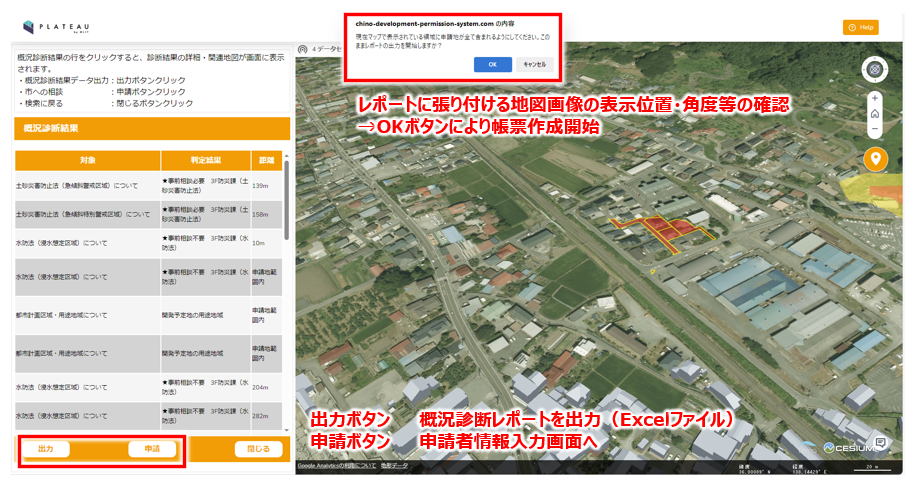 PLATEAU
by MLIT
Help
chino-development-permission-system.com の内容
現在マップで表示されている領域に申請地が全て含まれるようにしてください。この
ままレポートの出力を開始しますか？
OK
キャンセル
4 データセ
概況診断結果の行をクリックすると、診断結果の詳細・関連地図が画面に表示
されます。
・概況診断結果データ出力：出力ボタンクリック
・市への相談　　　　　：申請ボタンクリック
・検索に戻る　　　　　：閉じるボタンクリック
レポートに張り付ける地図画像の表示位置・角度等の確認
→OKボタンにより帳票作成開始
概況診断結果
対象 判定結果 距離
土砂災害防止法（急傾斜警戒区域）について ★事前相談必要　3F防災課（土砂災害防止法） 139m
土砂災害防止法（急傾斜特別警戒区域）について ★事前相談必要　3F防災課（土砂災害防止法） 158m
水防法（浸水想定区域）について ★事前相談不要　3F防災課（水防法） 10m
水防法（浸水想定区域）について ★事前相談不要　3F防災課（水防法） 申請地範囲内
都市計画区域・用途地域について 開発予定地の用途地域 申請地範囲内
都市計画区域・用途地域について 開発予定地の用途地域 申請地範囲内
水防法（浸水想定区域）について ★事前相談不要　3F防災課（水防法） 204m
水防法（浸水想定区域）について ★事前相談不要　3F防災課（水防法） 282m
出力ボタン　概況診断レポートを出力（Excelファイル）
申請ボタン　申請者情報入力画面へ
出力
申請
閉じる
CESIUM
Google Analyticsの利用について 地形データ
緯度 経度
36.00089° N 138.14429° E
20 m